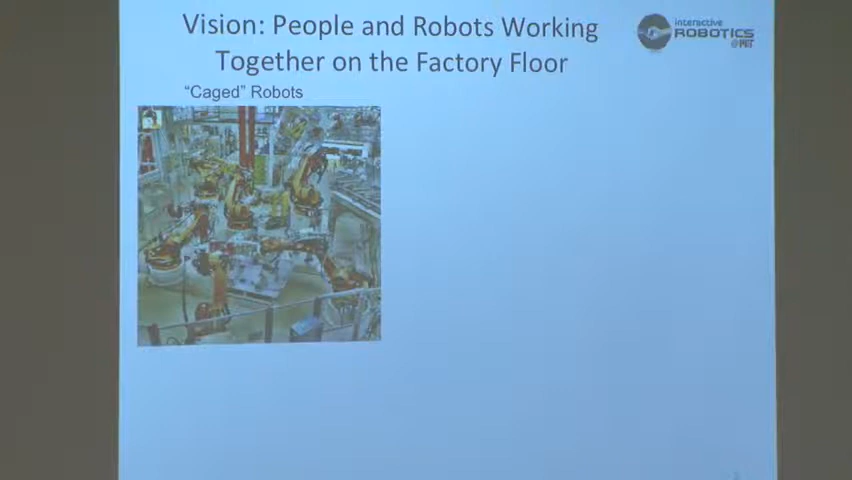 Vision: People and Robots Working
Together on the Factory Floor
interactive
ROBOTICS
@MIT
"Caged" Robots